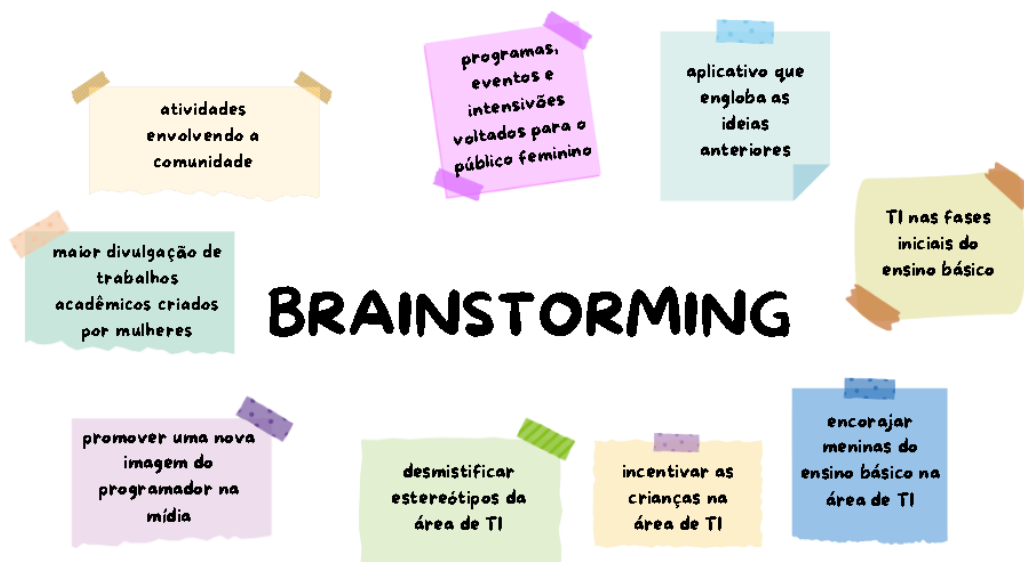 atividades
envolvendo a
comunidade
programas,
eventos e
intensivões
voltados para o
público feminino
aplicativo que
engloba as
ideias
anteriores
TI nas fases
iniciais do
ensino básico
maior divulgação de
trabalhos
acadêmicos criados
por mulheres
BRAINSTORMING
promover uma nova
imagem do
programador na
mídia
desmistificar
estereótipos da
área de TI
incentivar as
crianças na
área de TI
encorajar
meninas do
ensino básico na
área de TI